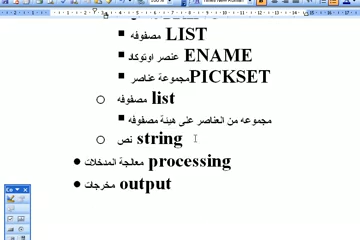 LIST مصفوفه
ENAME عنصر اوتوكاد
PICKSET مجموعة عناصر
list مصفوفه
مجموعه من العناصر على هيئة مصفوفه
string نص
processing معالجة المدخلات
output مخرجات